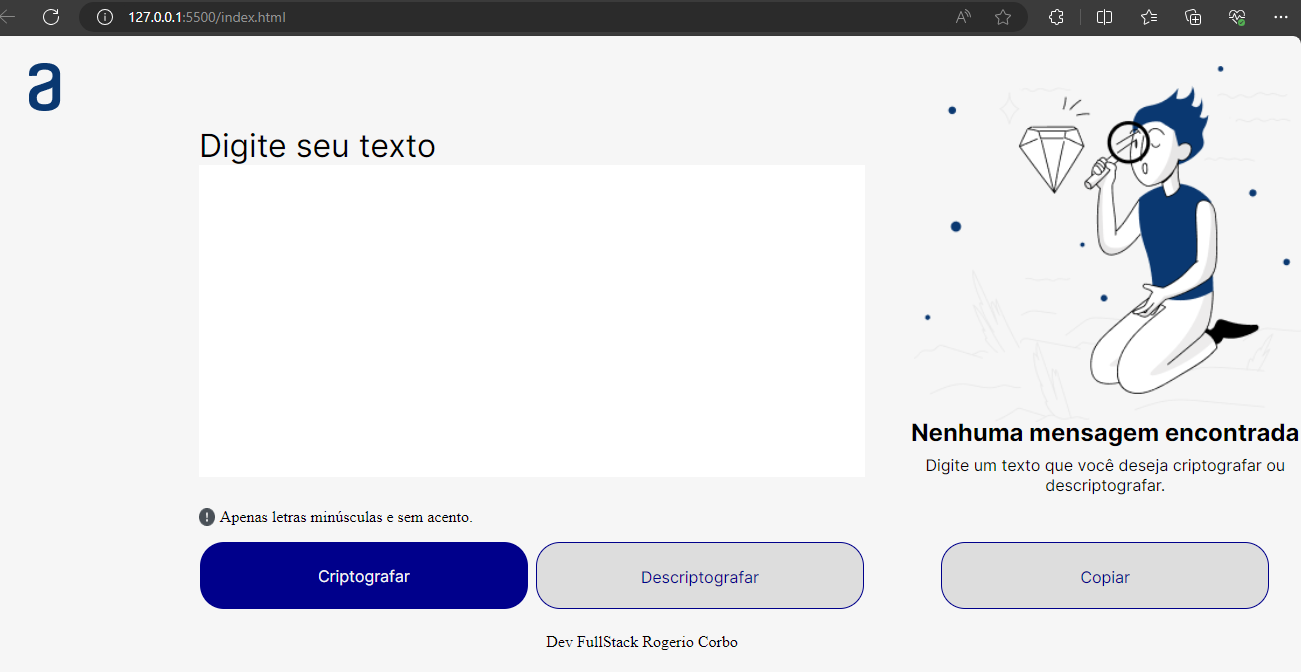 127.0.0.1:5500/index.html
a
Digite seu texto
Nenhuma mensagem encontrada
Digite um texto que você deseja criptografar ou
descriptografar.
! Apenas letras minúsculas e sem acento.
Criptografar
Descriptografar
Copiar
Dev FullStack Rogerio Corbo